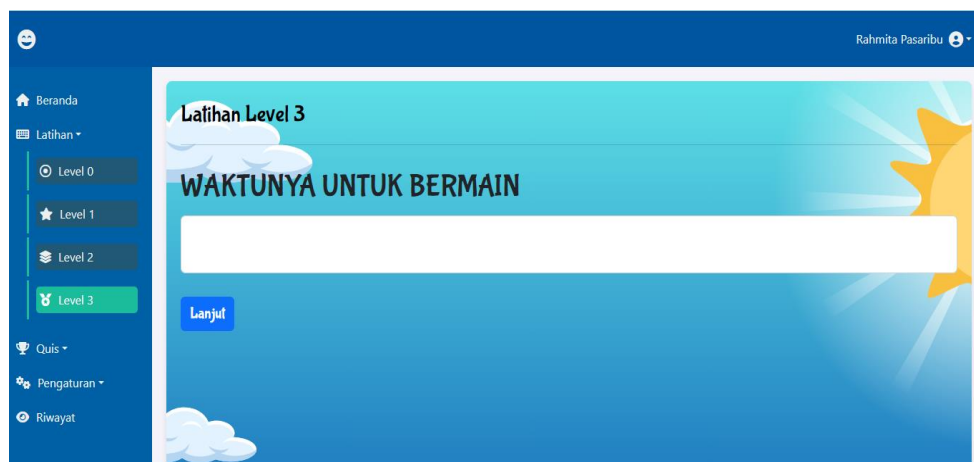 Rahmita Pasaribu
Beranda
Latihan
Level 0
Level 1
Level 2
Level 3
Quis
Pengaturan
Riwayat
Latihan Level 3
WAKTUNYA UNTUK BERMAIN
Lanjut